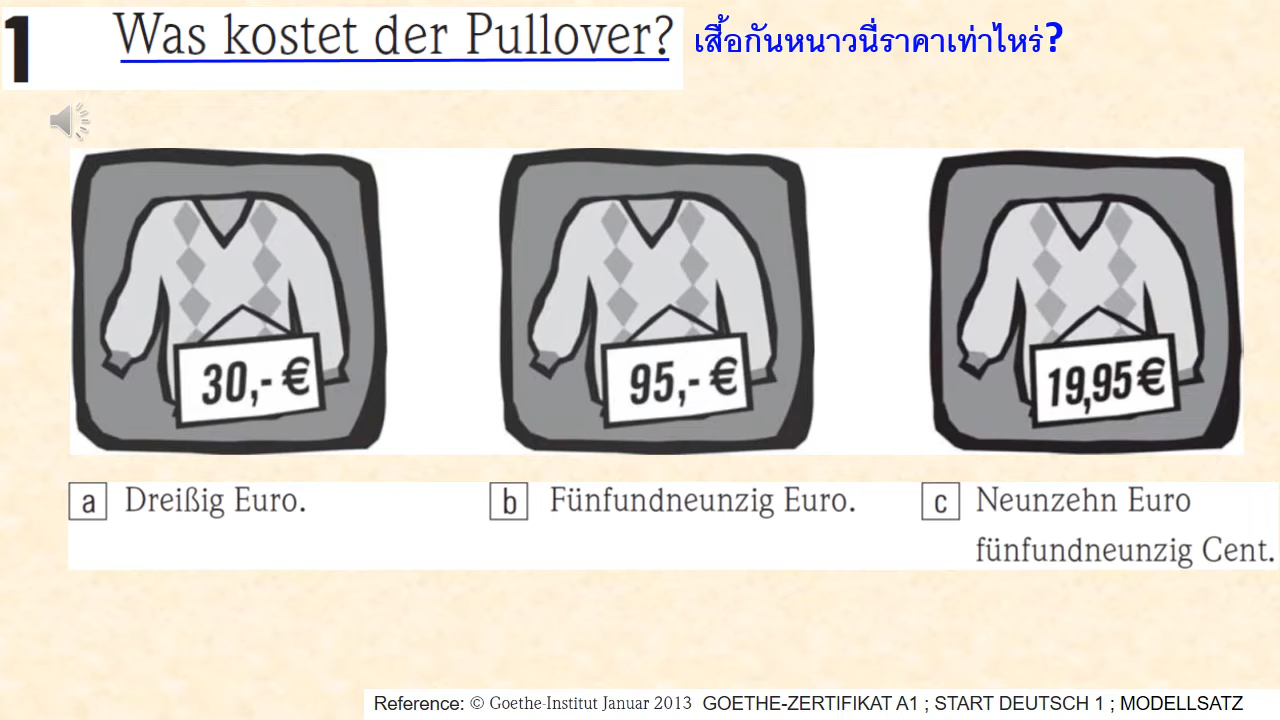 1
Was kostet der Pullover? เสื้อกันหนาวนี่ราคาเท่าไหร่?
30,- € 95,- € 19,95 €
a Dreißig Euro. b Fünfundneunzig Euro. c Neunzehn Euro
fünfundneunzig Cent.
Reference: © Goethe-Institut Januar 2013 GOETHE-ZERTIFIKAT A1 ; START DEUTSCH 1 ; MODELLSATZ